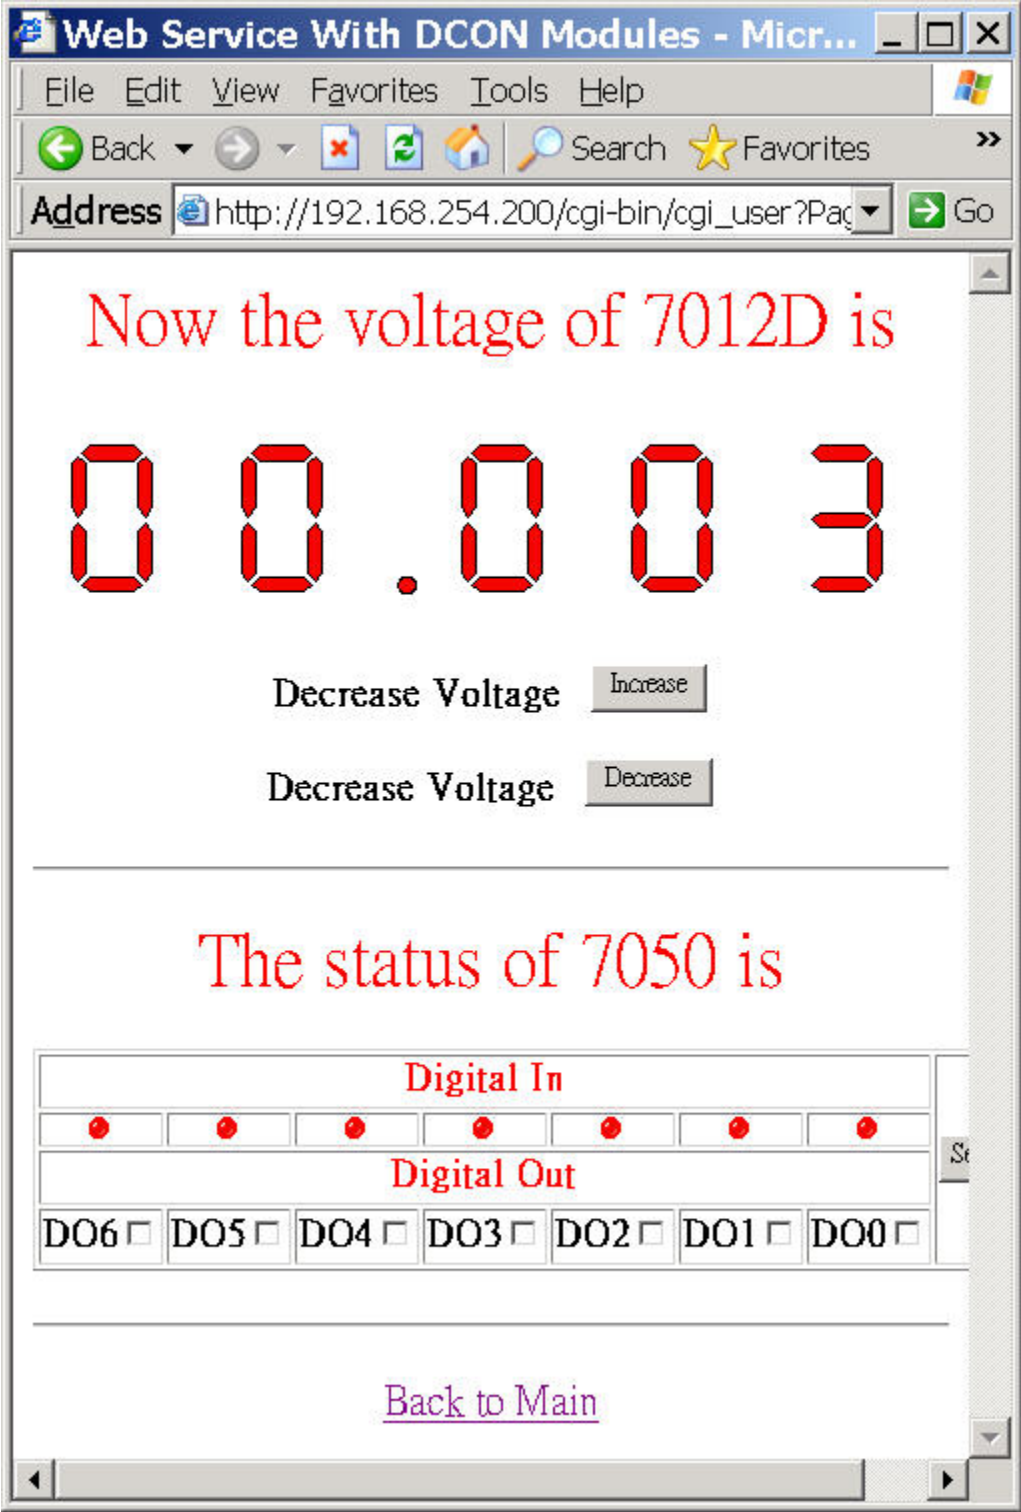 Web Service With DCON Modules - Micr...
File Edit View Favorites Tools Help
Back Search Favorites »
Address http://192.168.254.200/cgi-bin/cgi_user?Pag Go
Now the voltage of 7012D is
00.003
Decrease Voltage Increase
Decrease Voltage Decrease
The status of 7050 is
Digital In
Digital Out
DO6 DO5 DO4 DO3 DO2 DO1 DO0
Back to Main